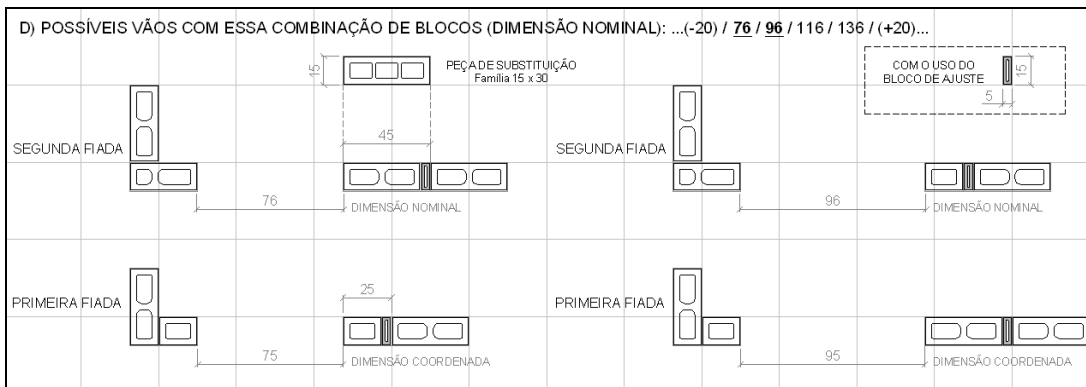 D) POSSÍVEIS VÃOS COM ESSA COMBINAÇÃO DE BLOCOS (DIMENSÃO NOMINAL): ...(-20) / 76 / 96 / 116 / 136 / (+20)...
15
PEÇA DE SUBSTITUIÇÃO
Família 15 x 30
COM O USO DO
BLOCO DE AJUSTE
15
5
45
SEGUNDA FIADA
SEGUNDA FIADA
76
DIMENSÃO NOMINAL
96
DIMENSÃO NOMINAL
PRIMEIRA FIADA
25
PRIMEIRA FIADA
75
DIMENSÃO COORDENADA
95
DIMENSÃO COORDENADA